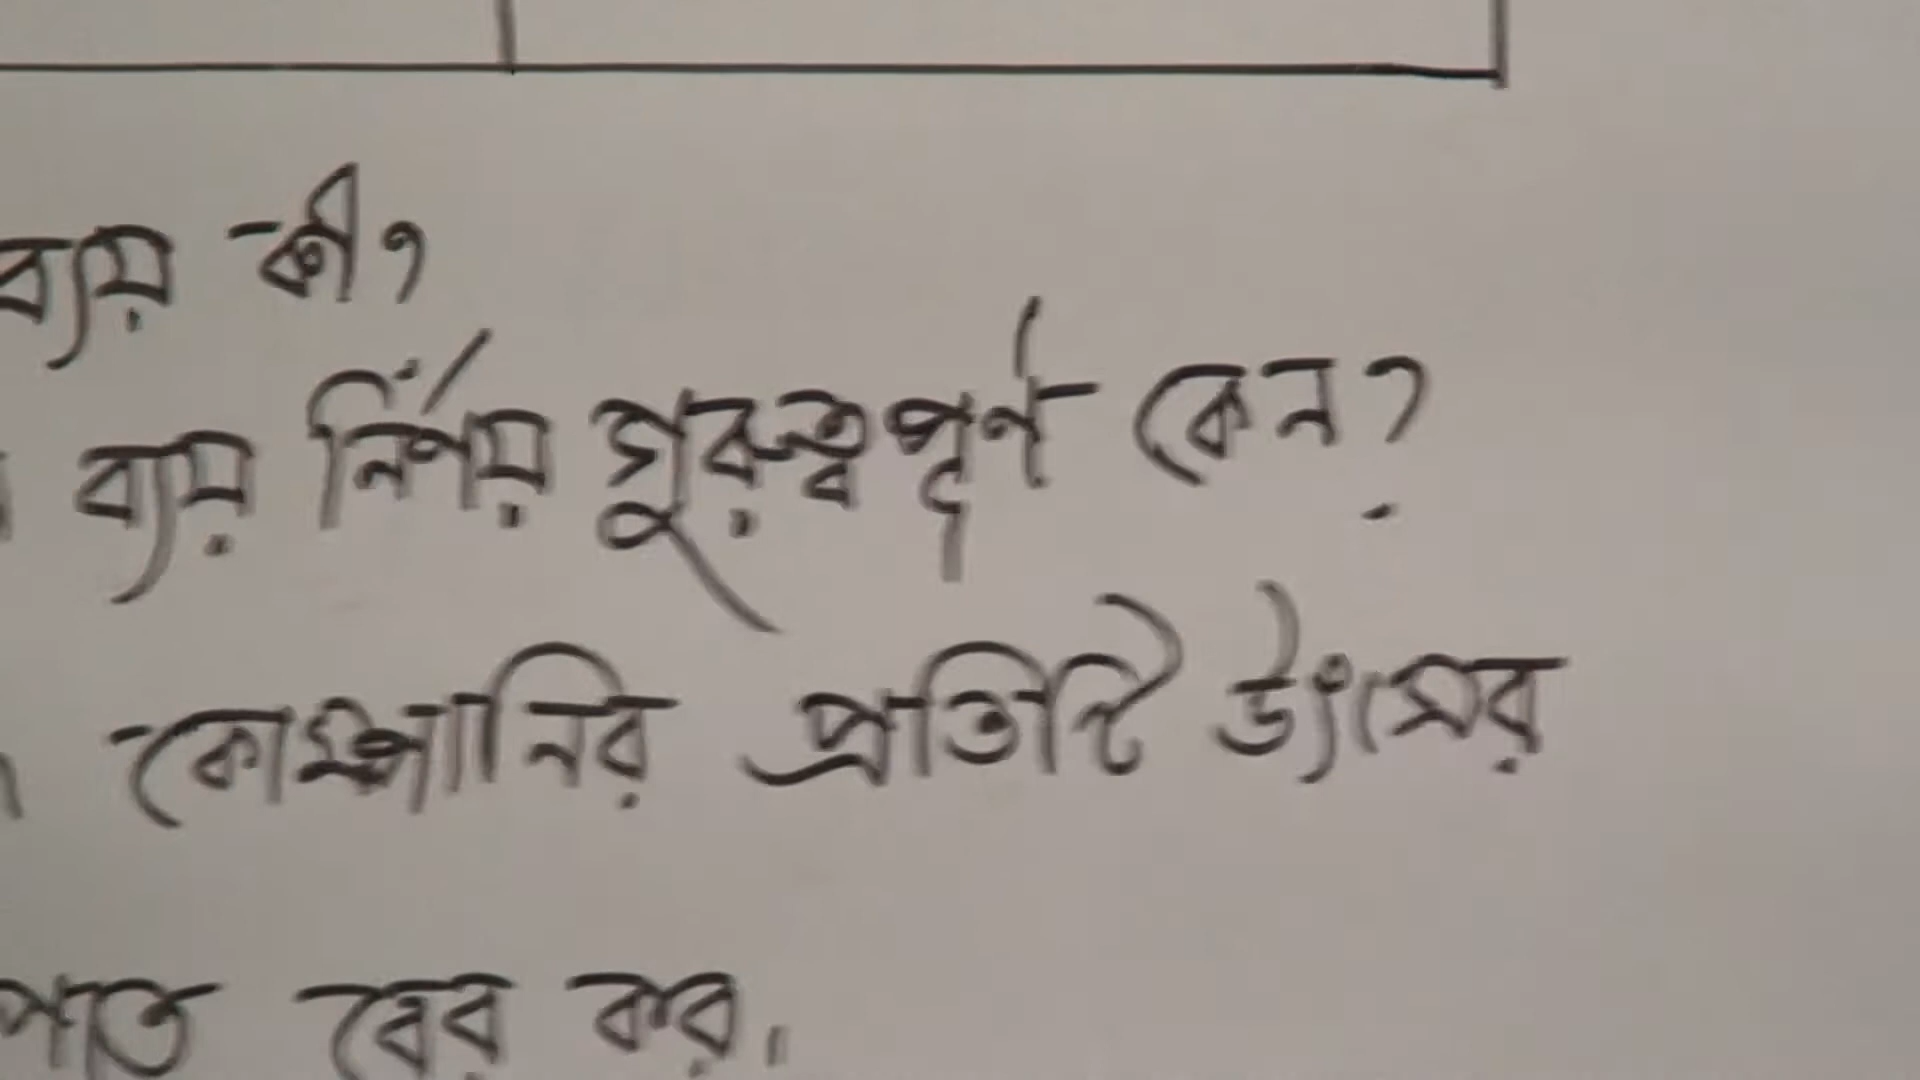 ব্যয় কী?
ব্যয় নির্ণয় গুরুত্বপূর্ণ কেন?
কোম্পানির প্রতিটি উৎসের
পাত বের কর।